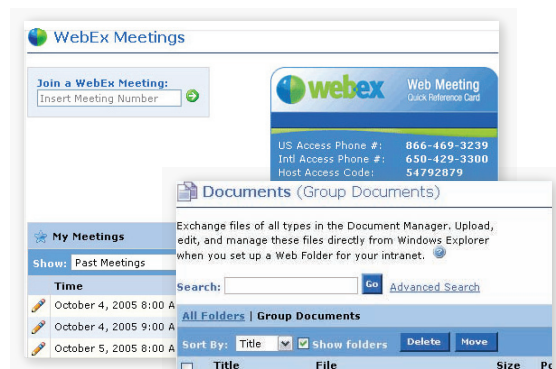 WebEx Meetings
Join a WebEx Meeting:
Insert Meeting Number
webex
Web Meeting
Quick Reference Card
US Access Phone #: 866-469-3239
Intl Access Phone #: 650-429-3300
Host Access Code: 54792879
My Meetings
Show: Past Meetings
Time
October 4, 2005 8:00 A
October 4, 2005 9:00 A
October 5, 2005 8:00 A
Documents (Group Documents)
Exchange files of all types in the Document Manager. Upload,
edit, and manage these files directly from Windows Explorer
when you set up a Web Folder for your intranet.
Search: Go Advanced Search
All Folders | Group Documents
Sort By: Title Show folders Delete Move
Title File Size Po